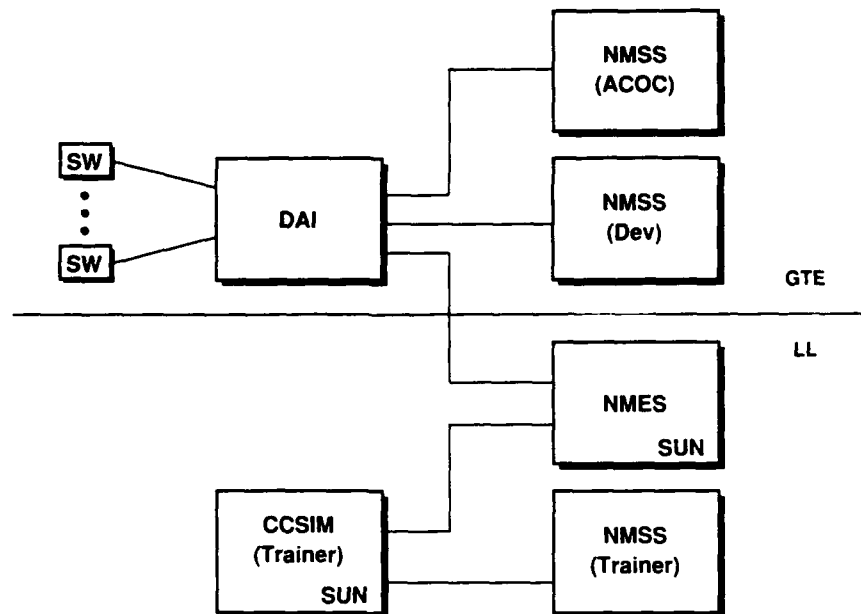 NMSS
(ACOC)
SW
DAI
NMSS
(Dev)
SW
GTE
LL
NMES
SUN
CCSIM
(Trainer)
SUN
NMSS
(Trainer)